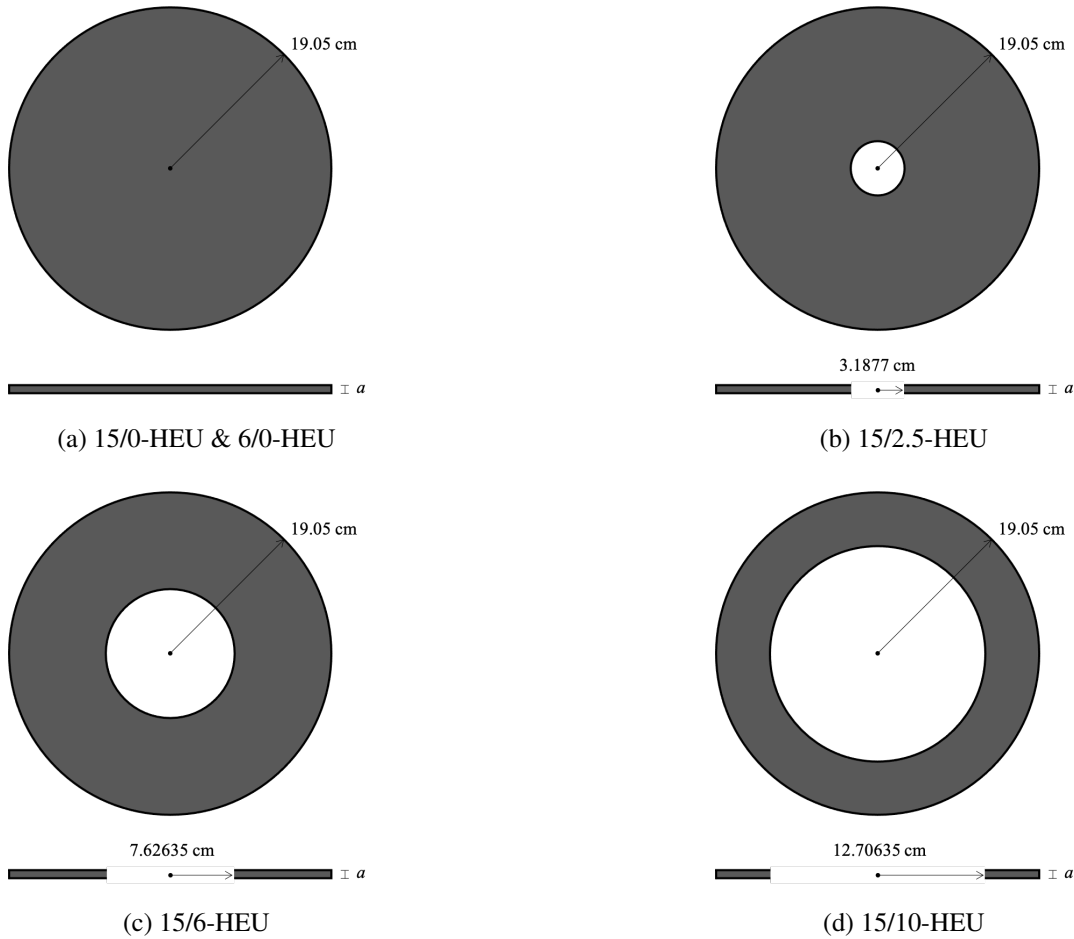 19.05 cm
19.05 cm
a
3.1877 cm
a
(a) 15/0-HEU & 6/0-HEU
(b) 15/2.5-HEU
19.05 cm
19.05 cm
7.62635 cm
a
12.70635 cm
a
(c) 15/6-HEU
(d) 15/10-HEU